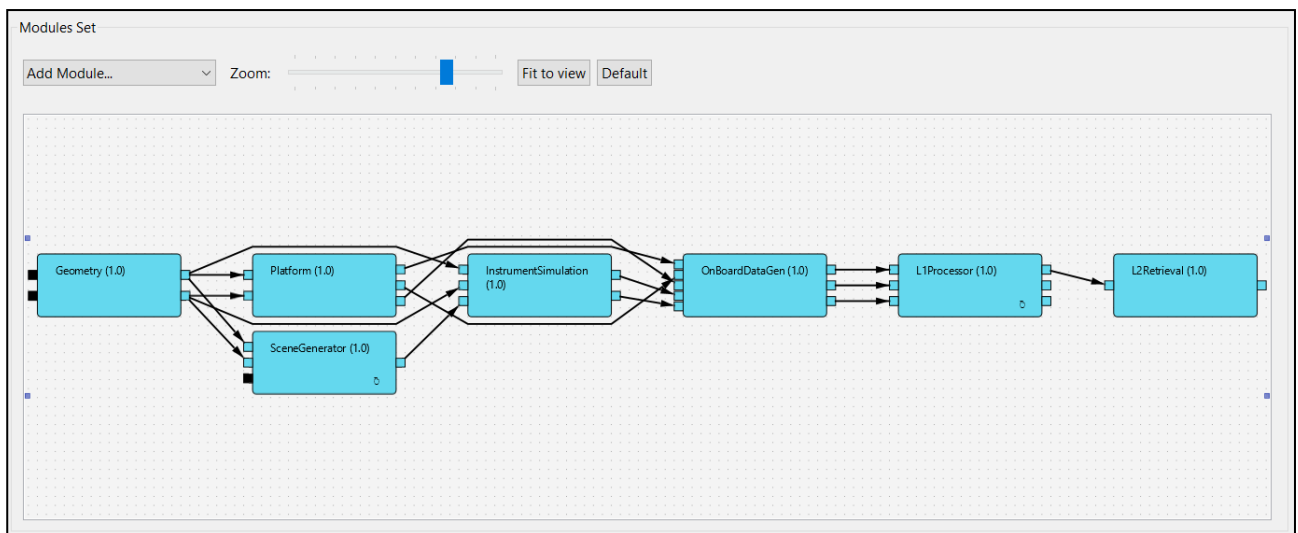 Modules Set
Add Module... Zoom: Fit to view Default
Geometry (1.0) Platform (1.0) InstrumentSimulation OnBoardDataGen (1.0) L1Processor (1.0) L2Retrieval (1.0)
(1.0)
SceneGenerator (1.0)